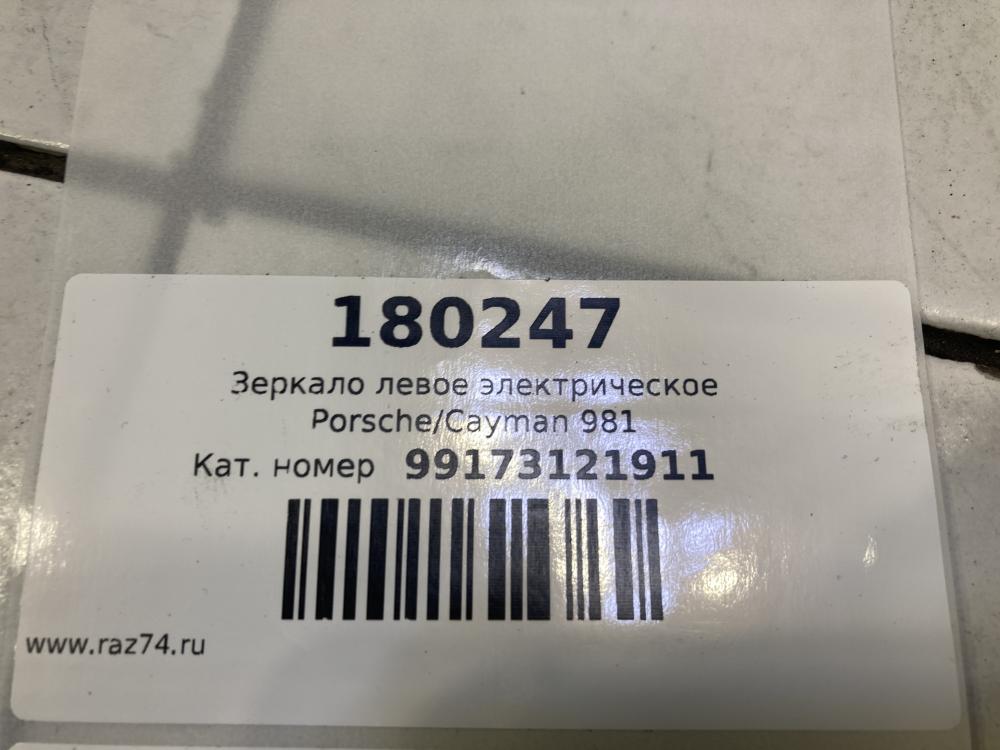 180247
Зеркало левое электрическое
Porsche/Cayman 981
Кат. номер 99173121911
www.raz74.ru